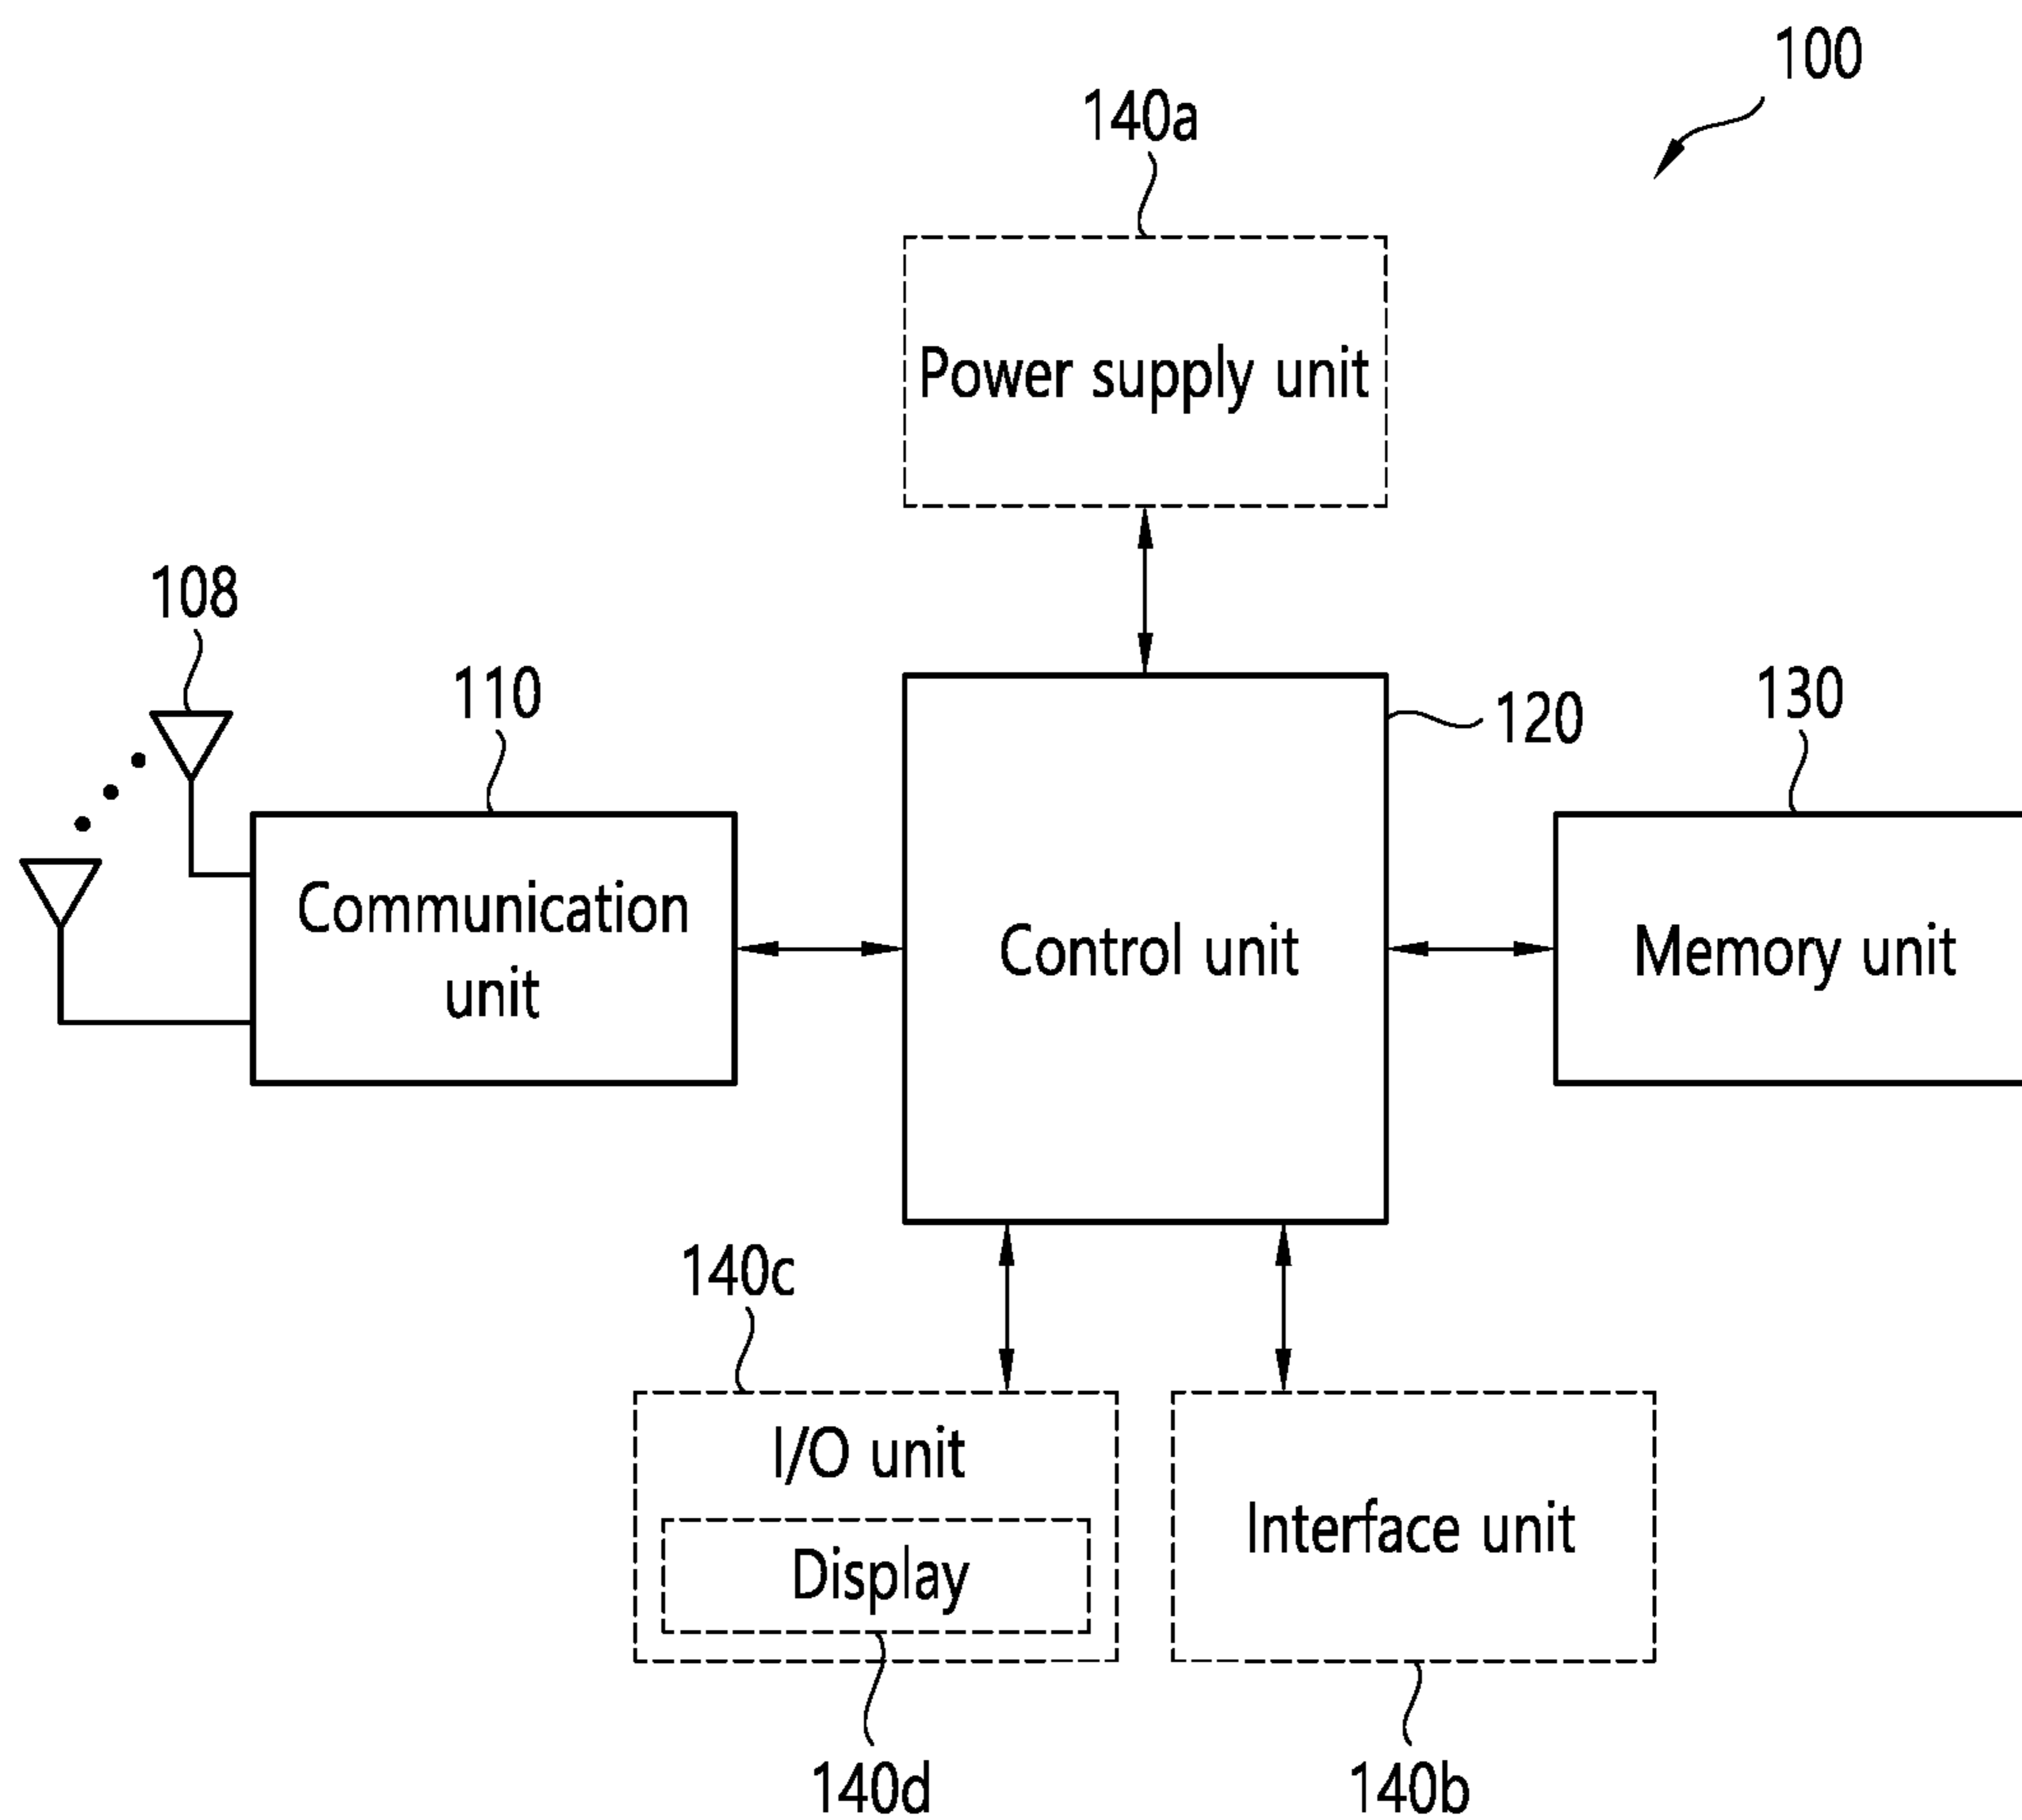 100
140a
Power supply unit
108
110
120
130
Communication
unit
Control unit
Memory unit
140c
I/O unit
Display
Interface unit
140d
140b